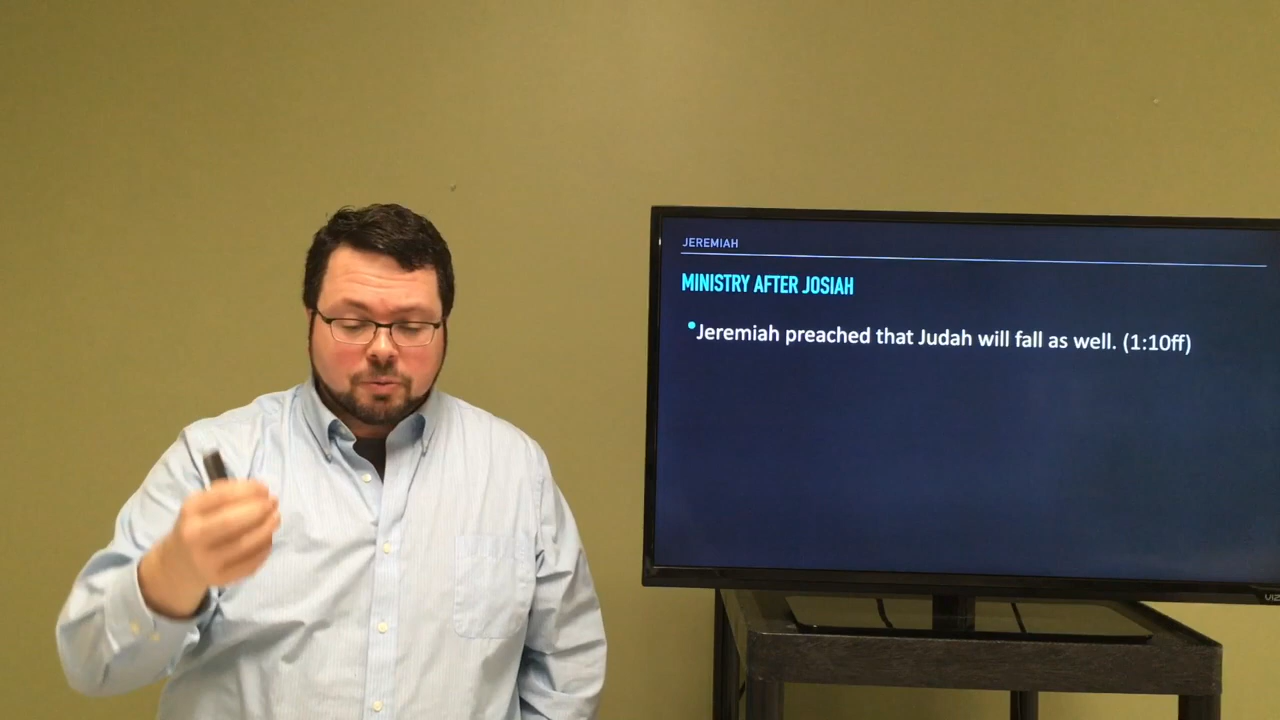 JEREMIAH
MINISTRY AFTER JOSIAH
•Jeremiah preached that Judah will fall as well. (1:10ff)